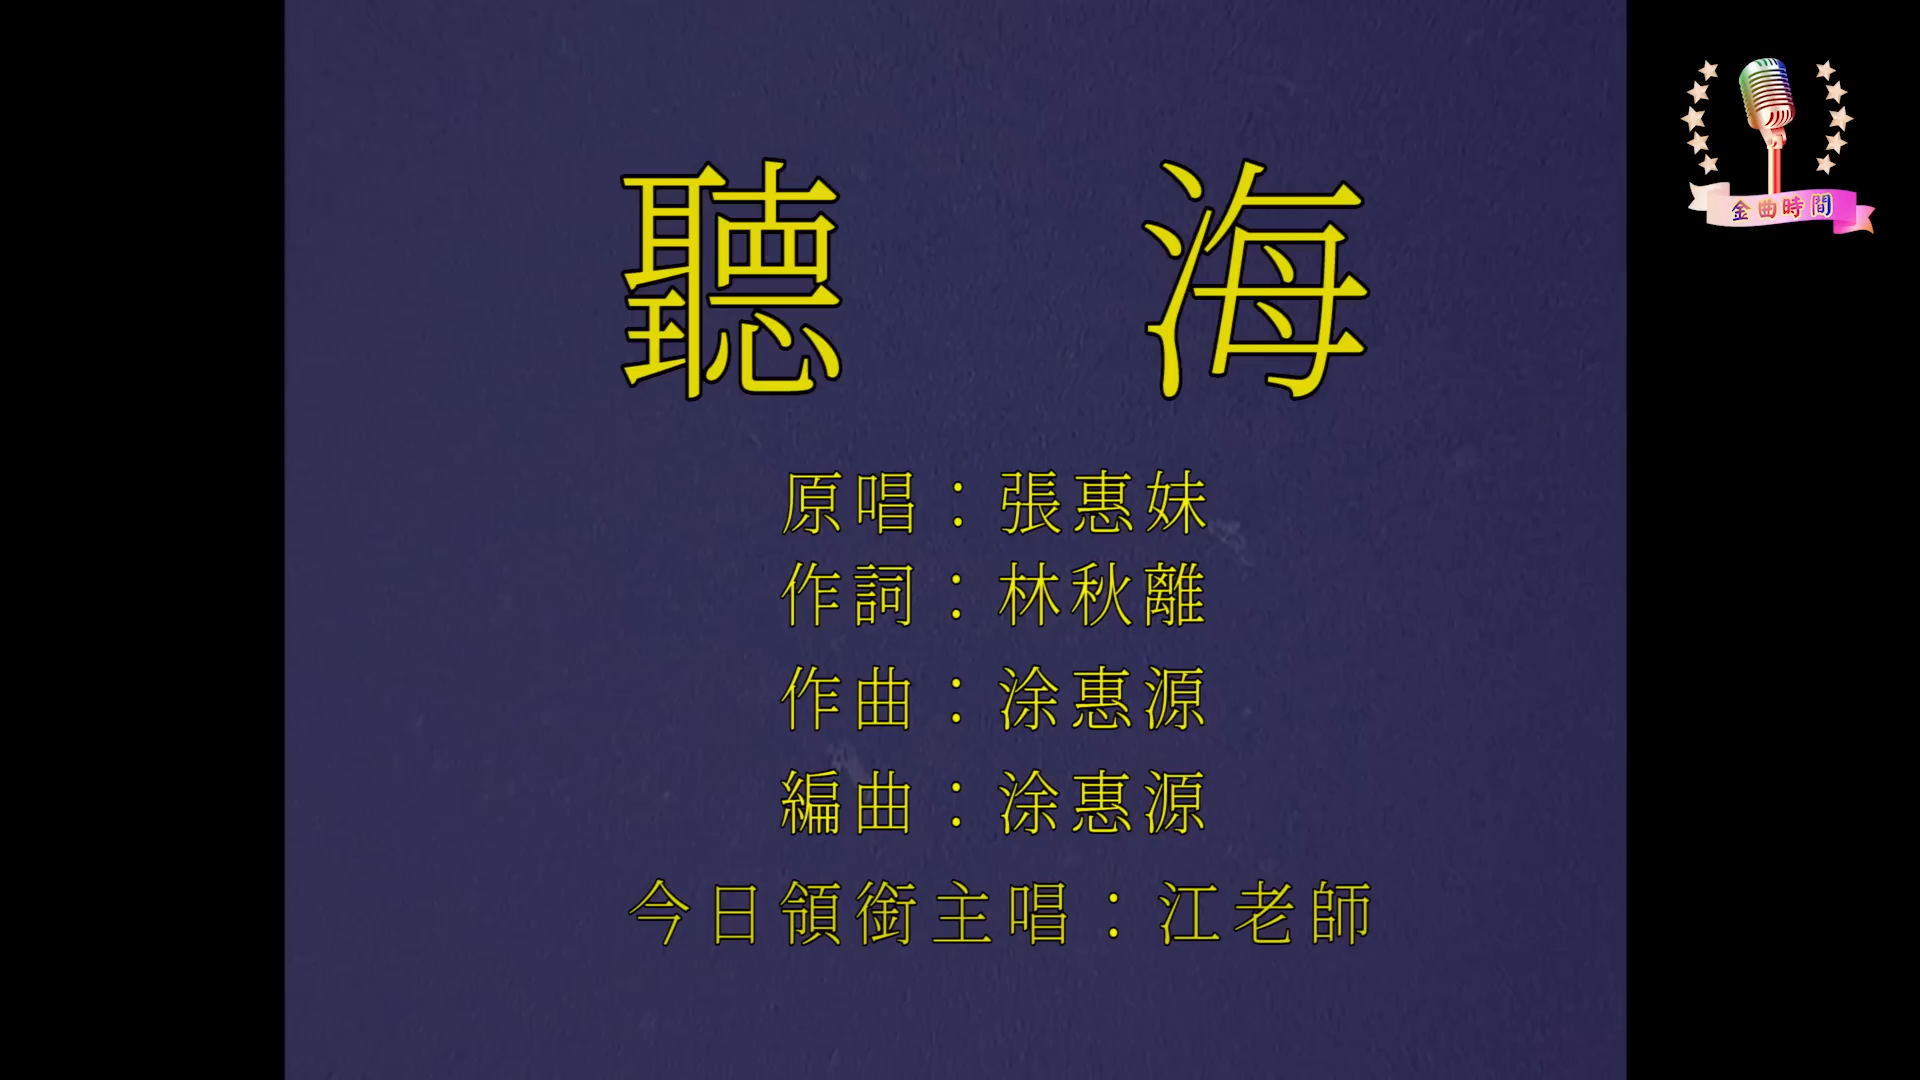 聽 海
原唱：張惠妹
作詞：林秋離
作曲：涂惠源
編曲：涂惠源
今日領銜主唱：江老師
金曲時間